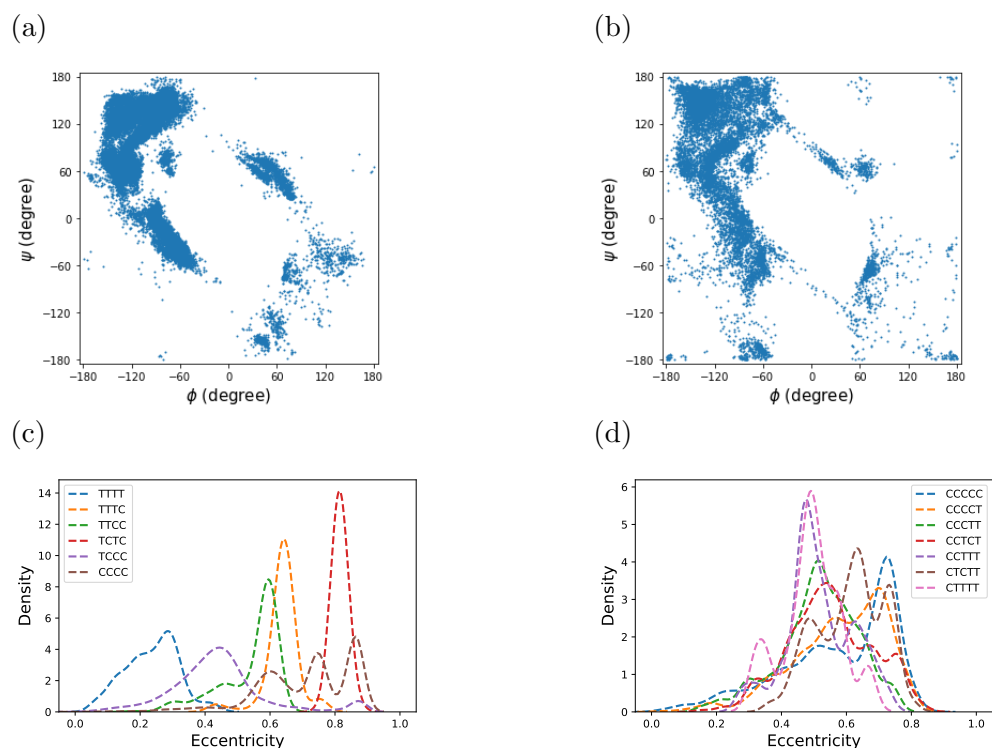 (a)
(b)
180
120
60
0
−60
−120
−180
ψ (degree)
−180 −120 −60 0 60 120 180
ϕ (degree)
180
120
60
0
−60
−120
−180
ψ (degree)
−180 −120 −60 0 60 120 180
ϕ (degree)
(c)
(d)
14
12
10
8
6
4
2
0
Density
TTTT
TTTC
TTCC
TCTC
TCCC
CCCC
0.0 0.2 0.4 0.6 0.8 1.0
Eccentricity
6
5
4
3
2
1
0
Density
CCCCC
CCCCT
CCCTT
CCTCT
CCTTT
CTCTT
CTTTT
0.0 0.2 0.4 0.6 0.8 1.0
Eccentricity